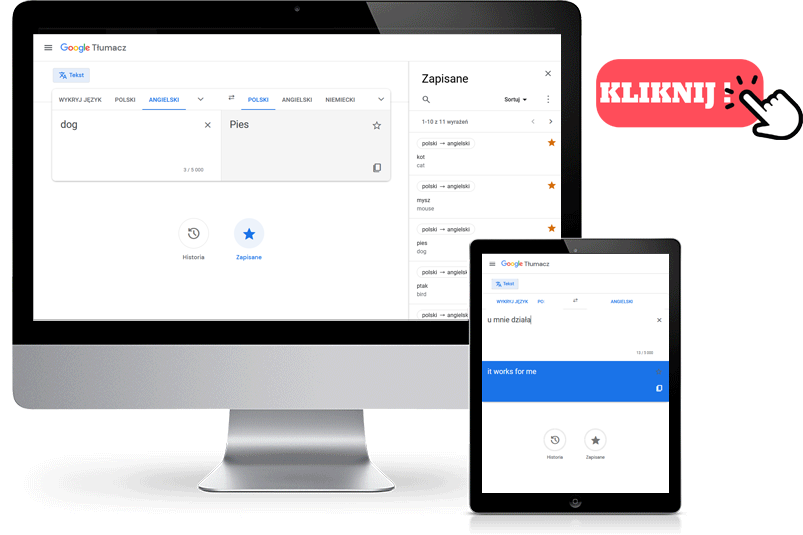 Google Tłumacz
Tekst
WYKRYJ JĘZYK POLSKI ANGIELSKI POLSKI ANGIELSKI NIEMIECKI
dog
Pies
3 / 5 000
Historia
Zapisane
Zapisane
Sortuj
1-10 z 11 wyrażeń
polski → angielski
kot
cat
polski → angielski
mysz
mouse
polski → angielski
pies
dog
polski → angielski
ptak
bird
polski → angielski
KLIKNIJ !
Google Tłumacz
Tekst
WYKRYJ JĘZYK PO ANGIELSKI
u mnie działa
13 / 5 000
it works for me
Historia
Zapisane